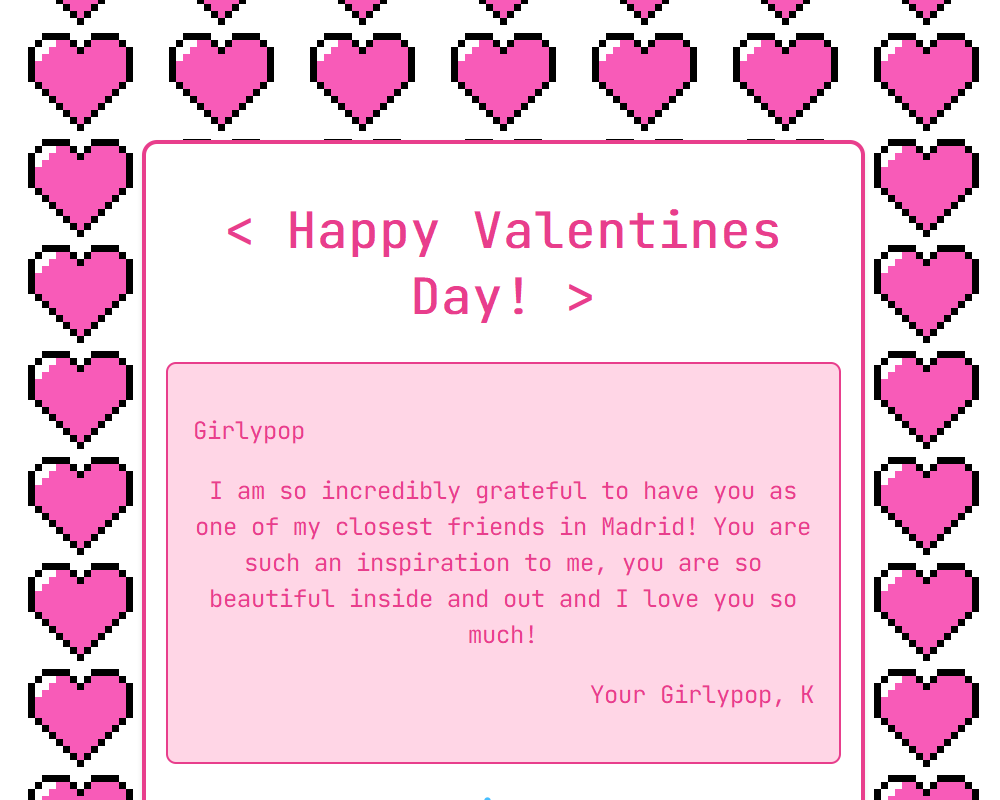 < Happy Valentines
Day! >
Girlypop
I am so incredibly grateful to have you as
one of my closest friends in Madrid! You are
such an inspiration to me, you are so
beautiful inside and out and I love you so
much!
Your Girlypop, K